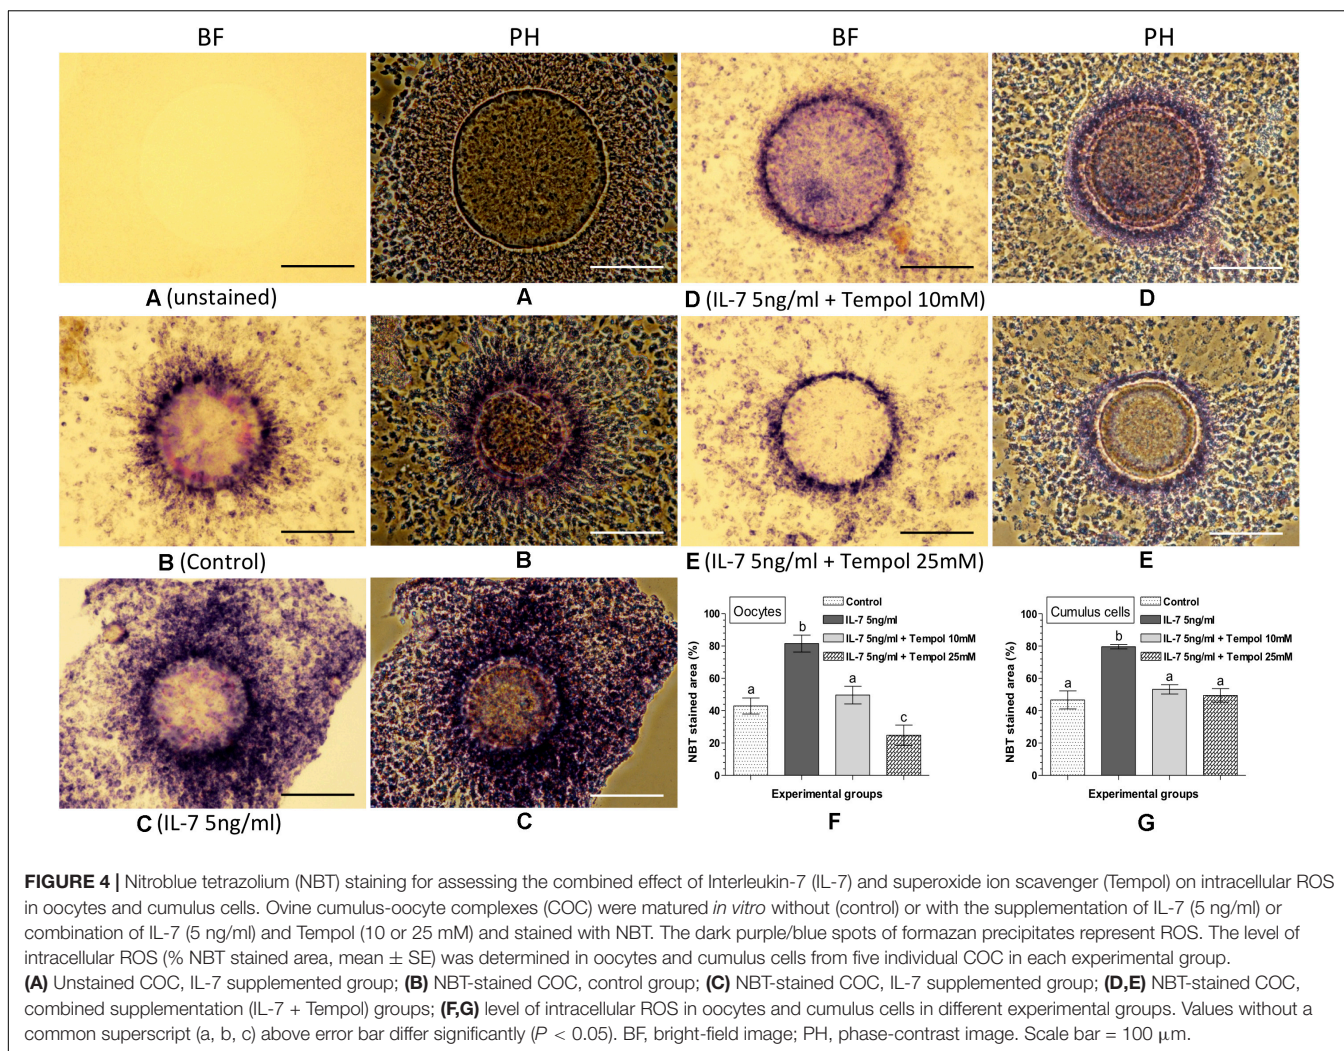 BF
PH
BF
PH
A (unstained)
A
D (IL-7 5ng/ml + Tempol 10mM)
D
B (Control)
B
E (IL-7 5ng/ml + Tempol 25mM)
E
C (IL-7 5ng/ml)
C
Oocytes
Control
IL-7 5ng/ml
IL-7 5ng/ml + Tempol 10mM
IL-7 5ng/ml + Tempol 25mM
NBT stained area (%)
100
80
60
40
20
0
a
b
a
c
Experimental groups
F
Cumulus cells
Control
IL-7 5ng/ml
IL-7 5ng/ml + Tempol 10mM
IL-7 5ng/ml + Tempol 25mM
NBT stained area (%)
100
80
60
40
20
0
a
b
a
a
Experimental groups
G
FIGURE 4 | Nitroblue tetrazolium (NBT) staining for assessing the combined effect of Interleukin-7 (IL-7) and superoxide ion scavenger (Tempol) on intracellular ROS
in oocytes and cumulus cells. Ovine cumulus-oocyte complexes (COC) were matured in vitro without (control) or with the supplementation of IL-7 (5 ng/ml) or
combination of IL-7 (5 ng/ml) and Tempol (10 or 25 mM) and stained with NBT. The dark purple/blue spots of formazan precipitates represent ROS. The level of
intracellular ROS (% NBT stained area, mean ± SE) was determined in oocytes and cumulus cells from five individual COC in each experimental group.
(A) Unstained COC, IL-7 supplemented group; (B) NBT-stained COC, control group; (C) NBT-stained COC, IL-7 supplemented group; (D,E) NBT-stained COC,
combined supplementation (IL-7 + Tempol) groups; (F,G) level of intracellular ROS in oocytes and cumulus cells in different experimental groups. Values without a
common superscript (a, b, c) above error bar differ significantly (P < 0.05). BF, bright-field image; PH, phase-contrast image. Scale bar = 100 μm.